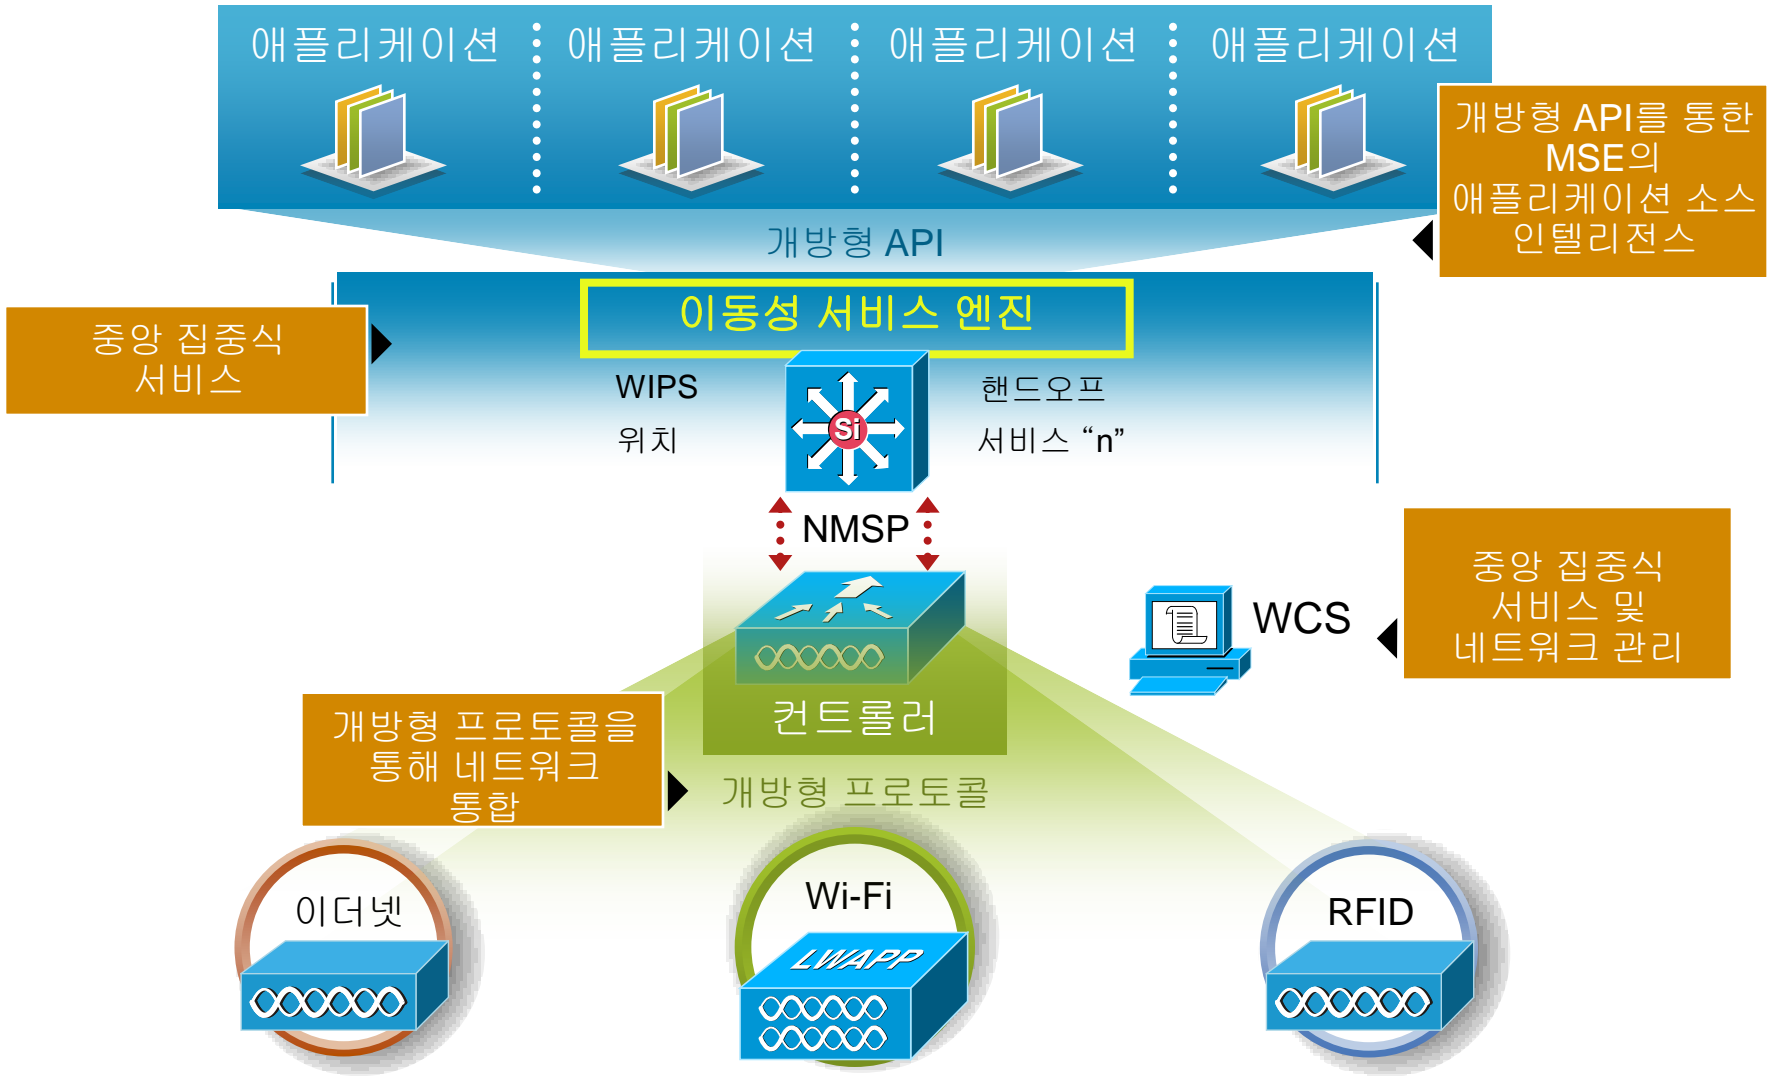 애플리케이션
애플리케이션
애플리케이션
애플리케이션
개방형 API를 통한
MSE의
애플리케이션 소스
인텔리전스
개방형 API
이동성 서비스 엔진
중앙 집중식
서비스
WIPS
핸드오프
위치
서비스 “n”
Si
NMSP
중앙 집중식
서비스 및
네트워크 관리
WCS
컨트롤러
개방형 프로토콜을
통해 네트워크
통합
개방형 프로토콜
이더넷
Wi-Fi
RFID
LWAPP